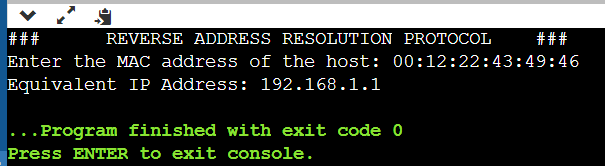 ###      REVERSE ADDRESS RESOLUTION PROTOCOL    ###
Enter the MAC address of the host: 00:12:22:43:49:46
Equivalent IP Address: 192.168.1.1
...Program finished with exit code 0
Press ENTER to exit console.